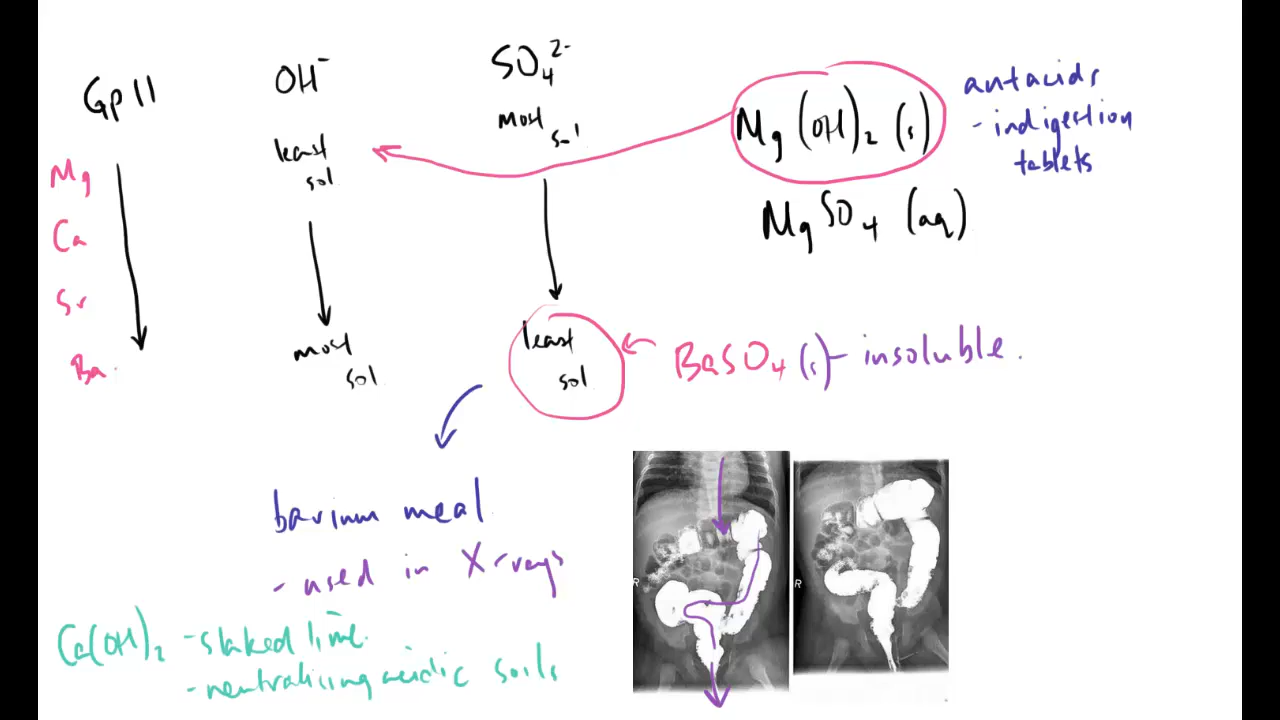 Gp II
OH⁻
SO₄²⁻
least
sol
most
sol
Mg
Ca
Sr
Ba
most
sol
least
sol
Mg(OH)₂ (s)
antacids
- indigestion
tablets
MgSO₄ (aq)
BaSO₄ (s) - insoluble.
barium meal
- used in X-rays
Ca(OH)₂ - slaked lime.
- neutralising acidic soils
R
R